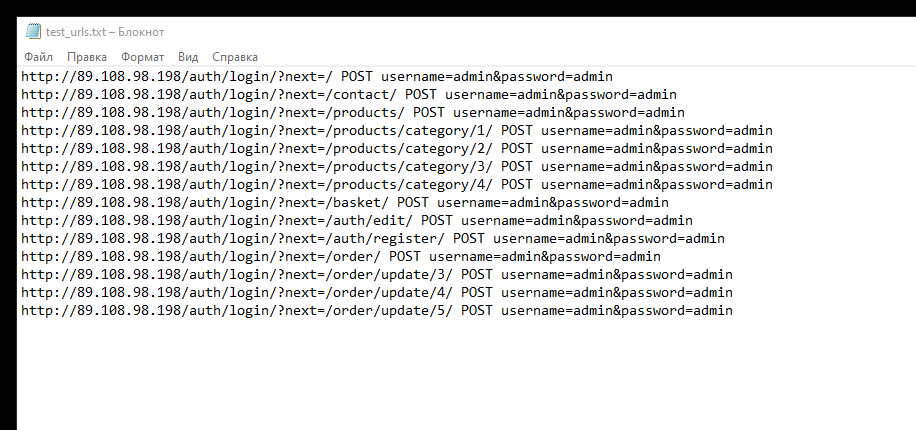 test_urls.txt – Блокнот
Файл Правка Формат Вид Справка
http://89.108.98.198/auth/login/?next=/ POST username=admin&password=admin
http://89.108.98.198/auth/login/?next=/contact/ POST username=admin&password=admin
http://89.108.98.198/auth/login/?next=/products/ POST username=admin&password=admin
http://89.108.98.198/auth/login/?next=/products/category/1/ POST username=admin&password=admin
http://89.108.98.198/auth/login/?next=/products/category/2/ POST username=admin&password=admin
http://89.108.98.198/auth/login/?next=/products/category/3/ POST username=admin&password=admin
http://89.108.98.198/auth/login/?next=/products/category/4/ POST username=admin&password=admin
http://89.108.98.198/auth/login/?next=/basket/ POST username=admin&password=admin
http://89.108.98.198/auth/login/?next=/auth/edit/ POST username=admin&password=admin
http://89.108.98.198/auth/login/?next=/auth/register/ POST username=admin&password=admin
http://89.108.98.198/auth/login/?next=/order/ POST username=admin&password=admin
http://89.108.98.198/auth/login/?next=/order/update/3/ POST username=admin&password=admin
http://89.108.98.198/auth/login/?next=/order/update/4/ POST username=admin&password=admin
http://89.108.98.198/auth/login/?next=/order/update/5/ POST username=admin&password=admin